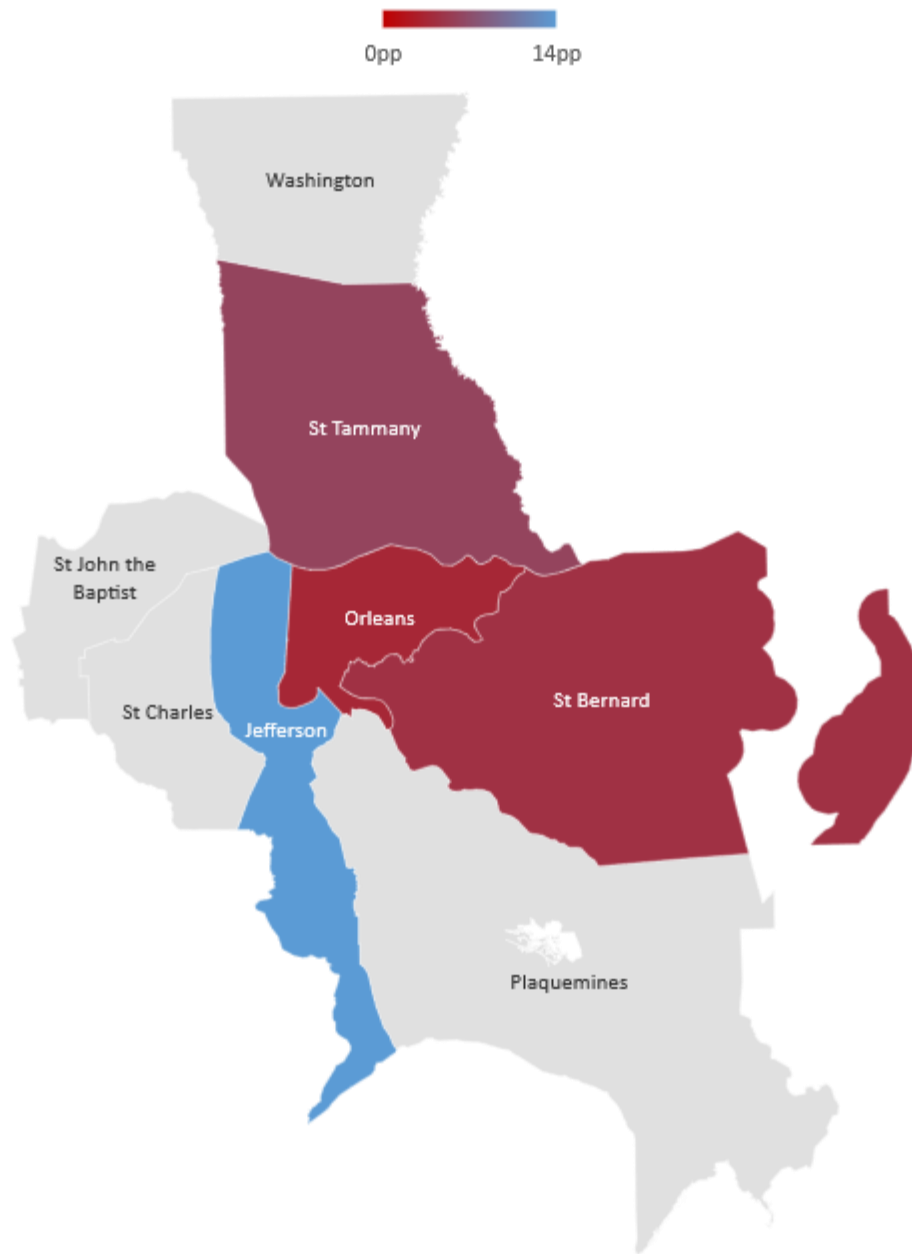 0pp 14pp
Washington
St Tammany
St John the
Baptist
Orleans
St Bernard
St Charles
Jefferson
Plaquemines